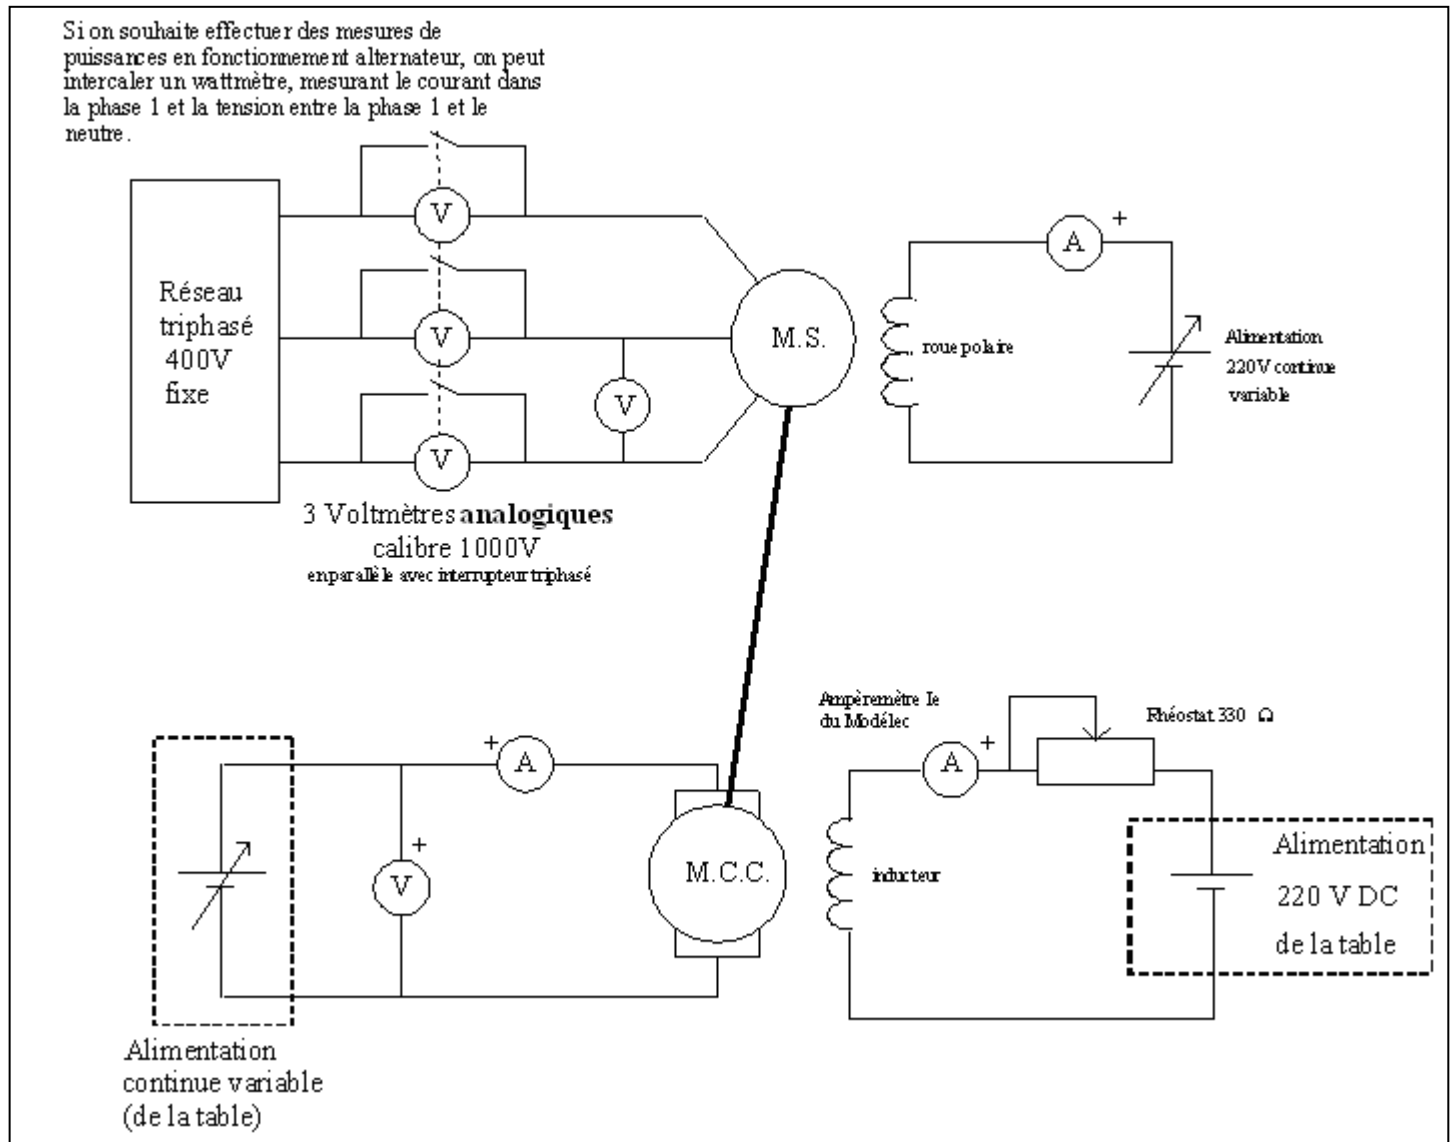 Si on souhaite effectuer des mesures de
puissances en fonctionnement alternateur, on peut
intercaler un wattmètre, mesurant le courant dans
la phase 1 et la tension entre la phase 1 et le
neutre.
V
V
V
V
Réseau
triphasé
400V
fixe
M.S.
A
+
roue polaire
Alimentation
220V continue
variable
3 Voltmètres analogiques
calibre 1000V
en parallèle avec interrupteur triphasé
Ampèremètre Ie
du Modélec
Rhéostat 330 Ω
+
A
+
A
+
V
M.C.C.
inducteur
Alimentation
220 V DC
de la table
Alimentation
continue variable
(de la table)